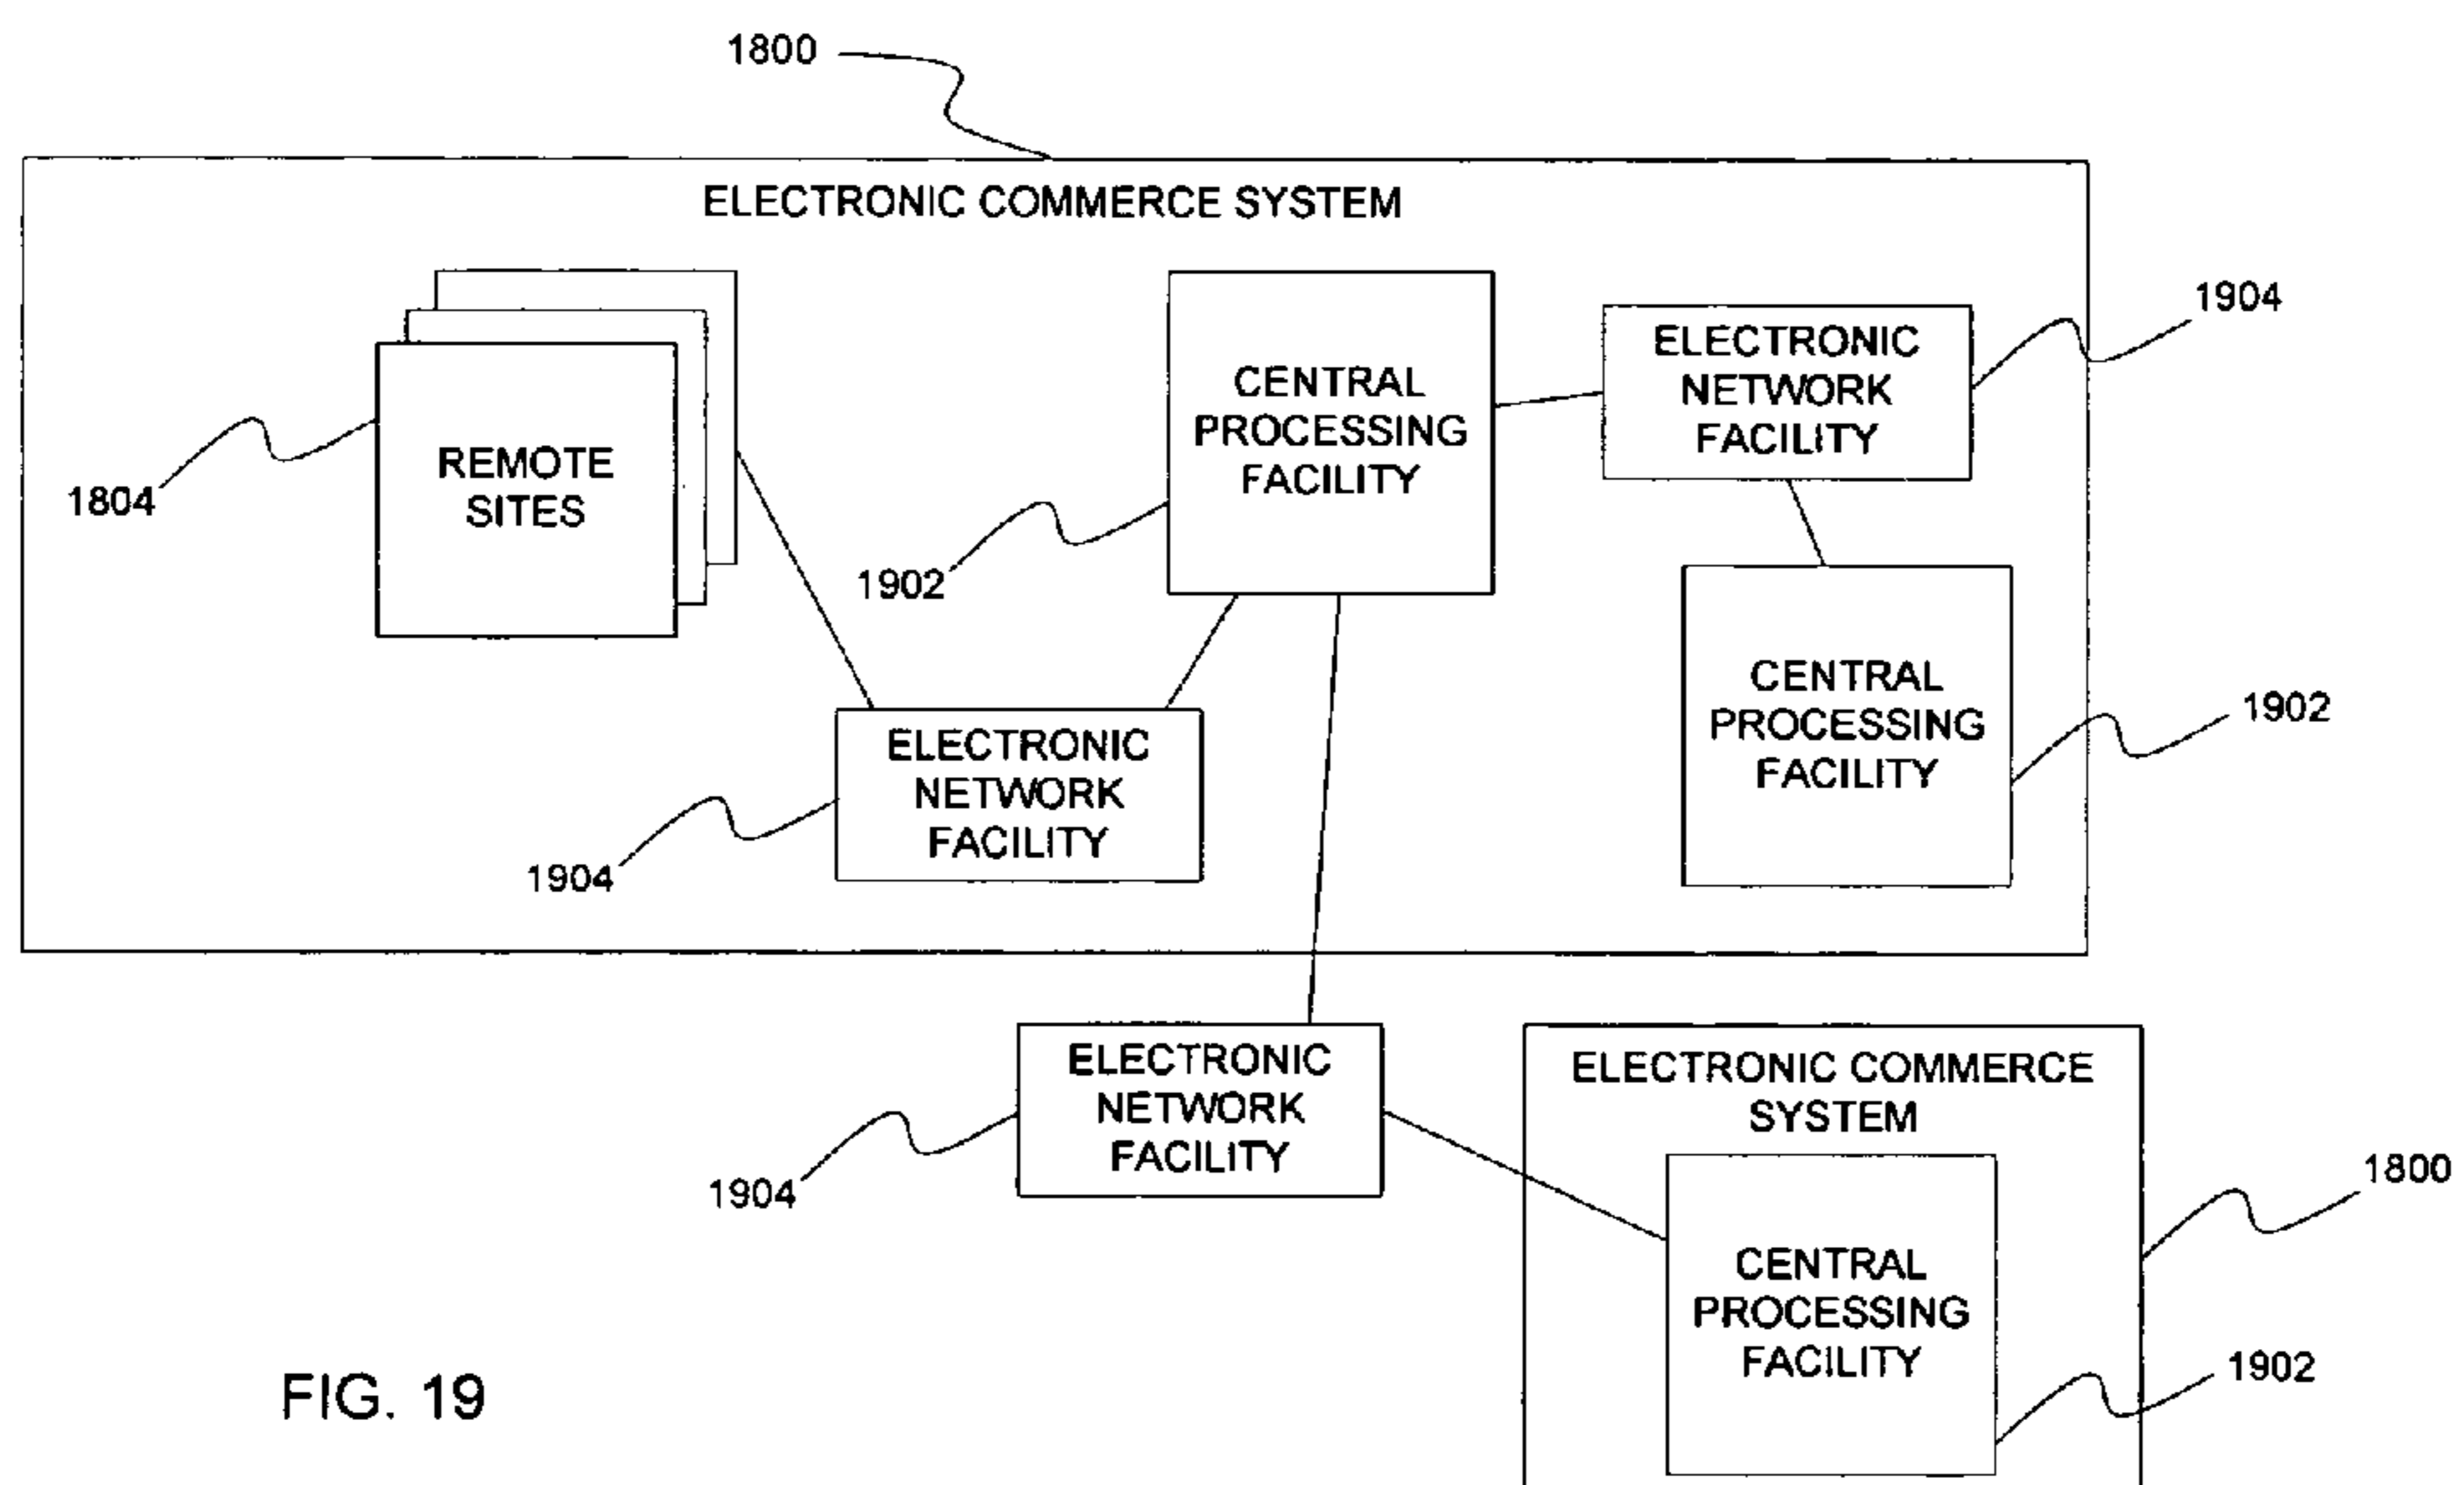 1800
ELECTRONIC COMMERCE SYSTEM
1904
ELECTRONIC
NETWORK
FACILITY
CENTRAL
PROCESSING
FACILITY
REMOTE
SITES
1804
1902
CENTRAL
PROCESSING
FACILITY
1902
ELECTRONIC
NETWORK
FACILITY
1904
ELECTRONIC
NETWORK
FACILITY
1904
ELECTRONIC COMMERCE
SYSTEM
1800
CENTRAL
PROCESSING
FACILITY
1902
FIG. 19